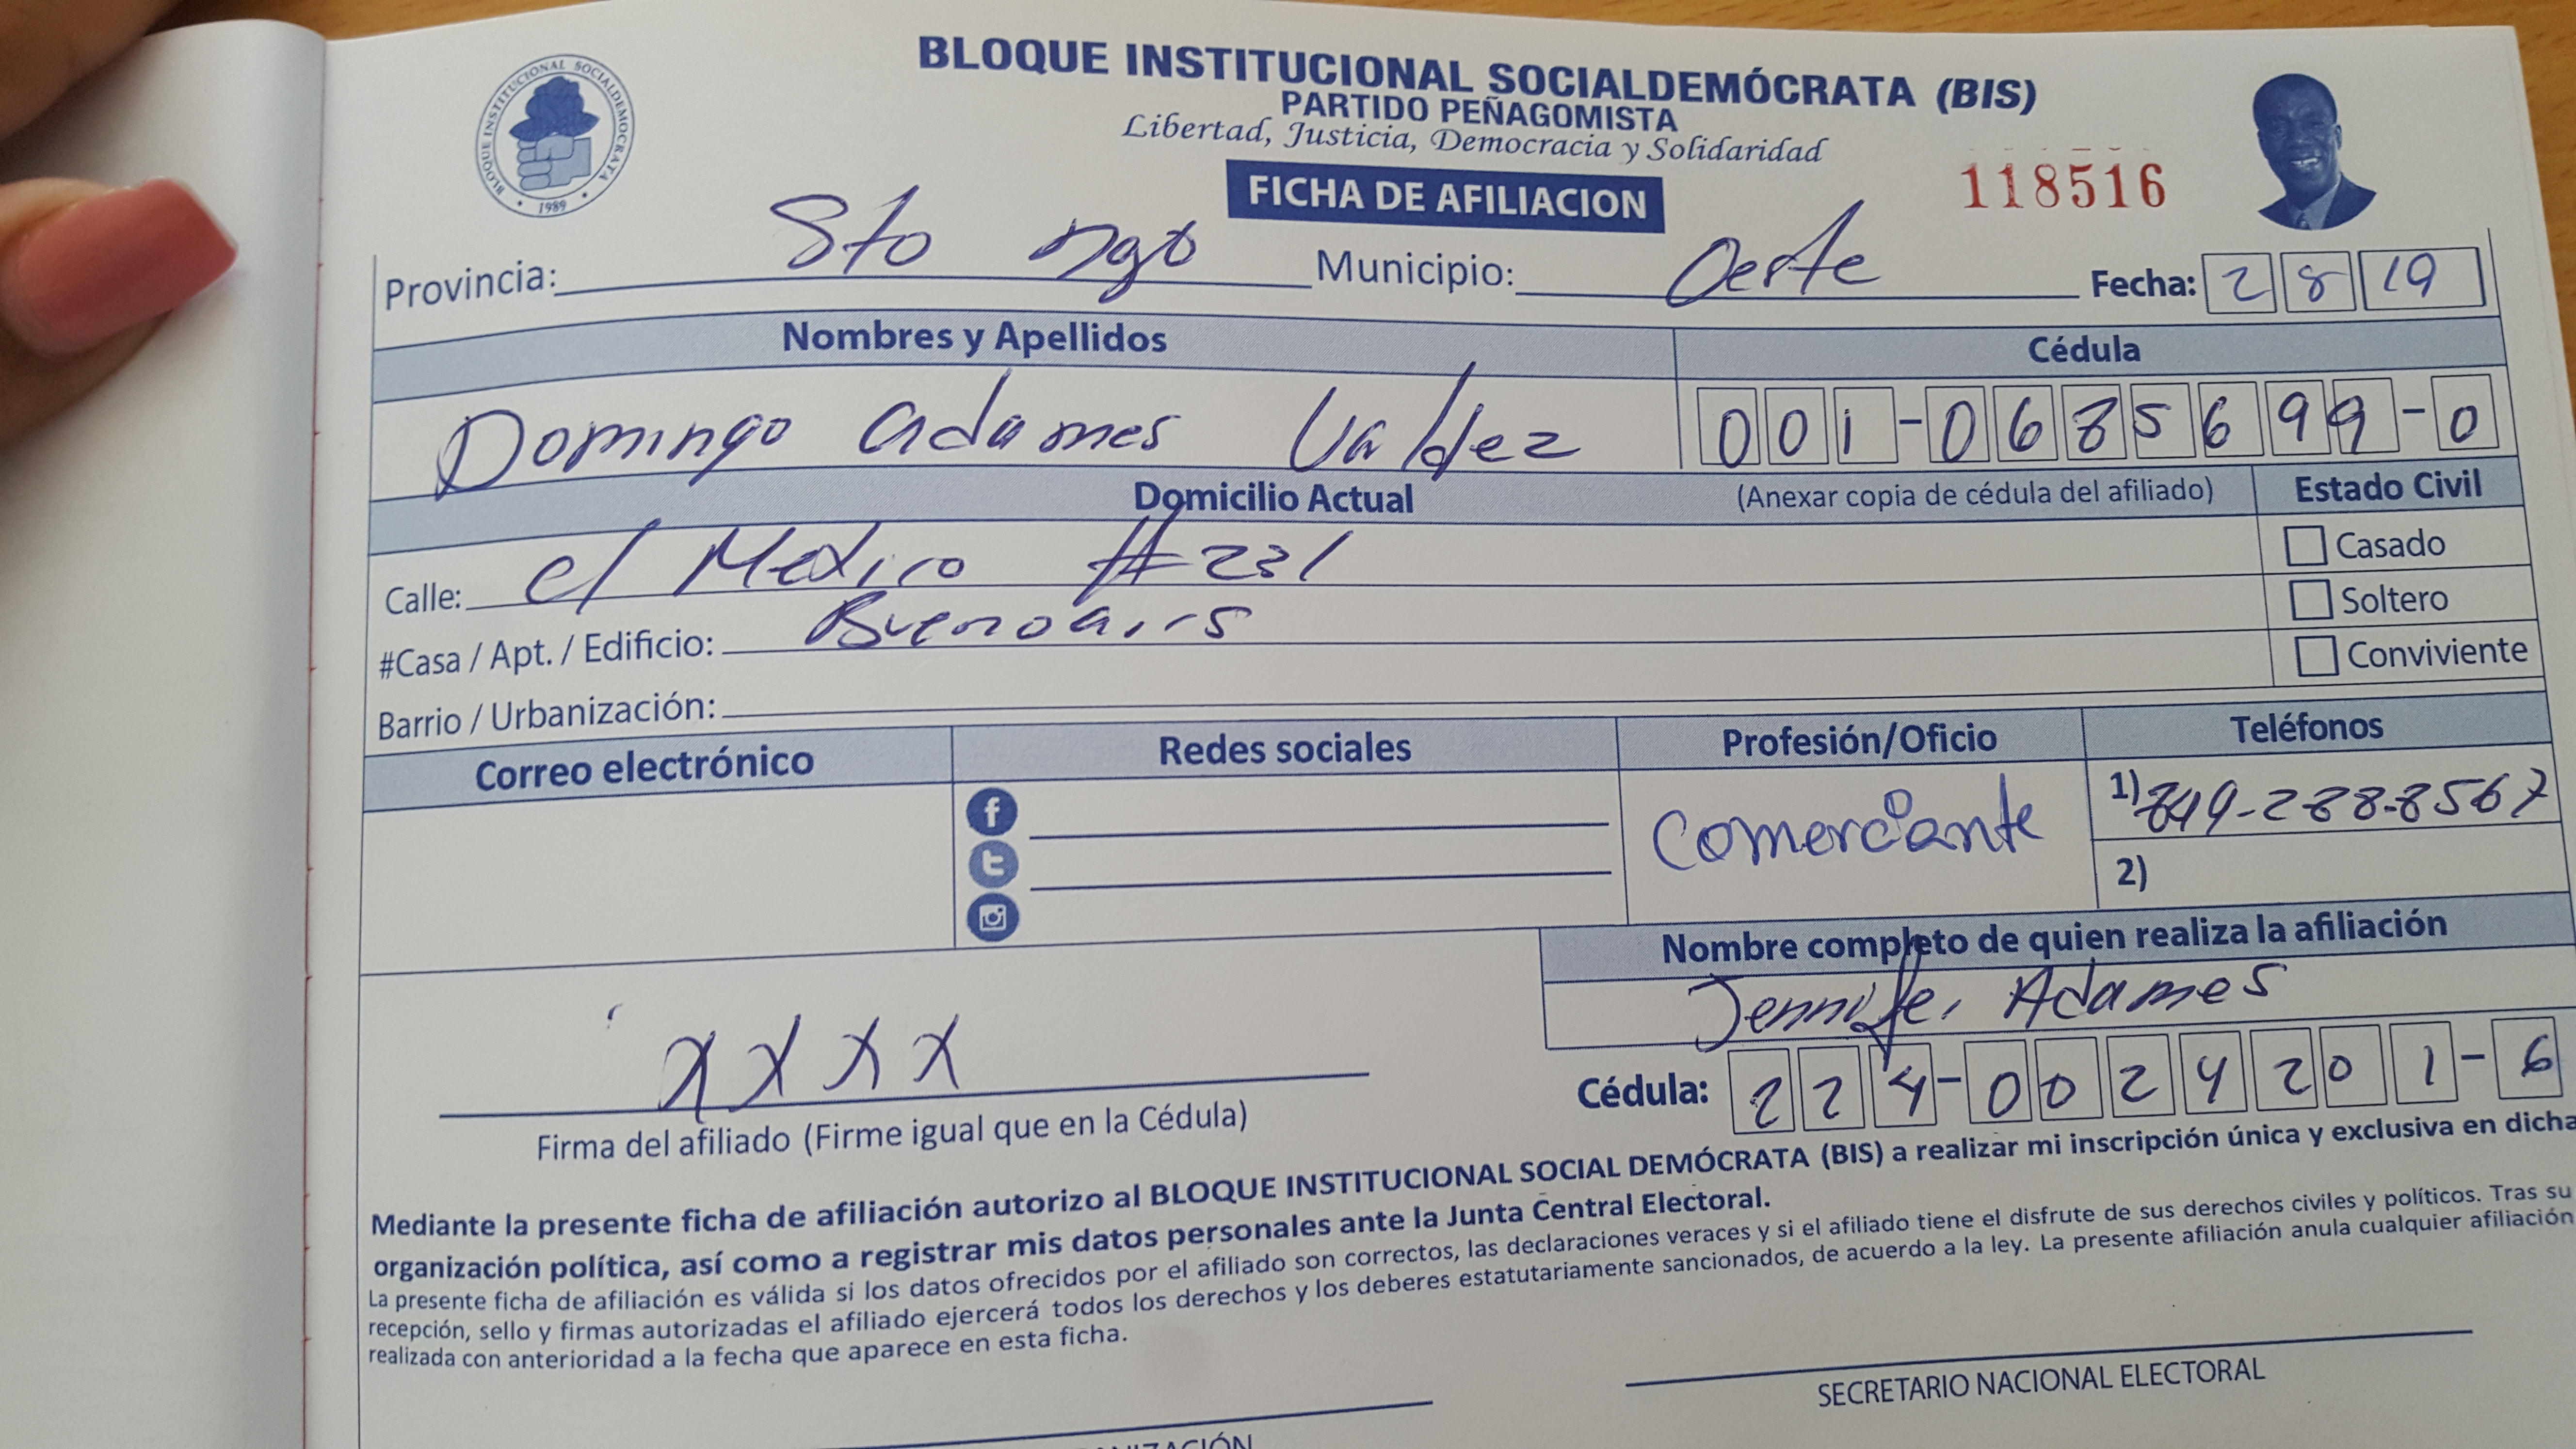 BLOQUE INSTITUCIONAL SOCIALDEMOCRATA
1989
BLOQUE INSTITUCIONAL SOCIALDEMÓCRATA (BIS)
PARTIDO PEÑAGOMISTA
Libertad, Justicia, Democracia y Solidaridad
FICHA DE AFILIACION
118516
Provincia: Sto Dgo Municipio: Oeste Fecha: 2 8 19
Nombres y Apellidos Cédula
Domingo Adames Valdez 001-0685699-0
Domicilio Actual (Anexar copia de cédula del afiliado) Estado Civil
Calle: el Mexico #231 Casado
#Casa / Apt. / Edificio: Buenoairs Soltero
Barrio / Urbanización: Conviviente
Correo electrónico Redes sociales Profesión/Oficio Teléfonos
Comerciante 1) 849-288-8567
2)
Nombre completo de quien realiza la afiliación
Jennifer Adames
X X X X
Cédula: 224-0024201-6
Firma del afiliado (Firme igual que en la Cédula)
Mediante la presente ficha de afiliación autorizo al BLOQUE INSTITUCIONAL SOCIAL DEMÓCRATA (BIS) a realizar mi inscripción única y exclusiva en dicha
organización política, así como a registrar mis datos personales ante la Junta Central Electoral.
La presente ficha de afiliación es válida si los datos ofrecidos por el afiliado son correctos, las declaraciones veraces y si el afiliado tiene el disfrute de sus derechos civiles y políticos. Tras su
recepción, sello y firmas autorizadas el afiliado ejercerá todos los derechos y los deberes estatutariamente sancionados, de acuerdo a la ley. La presente afiliación anula cualquier afiliación
realizada con anterioridad a la fecha que aparece en esta ficha.
SECRETARIO NACIONAL ELECTORAL